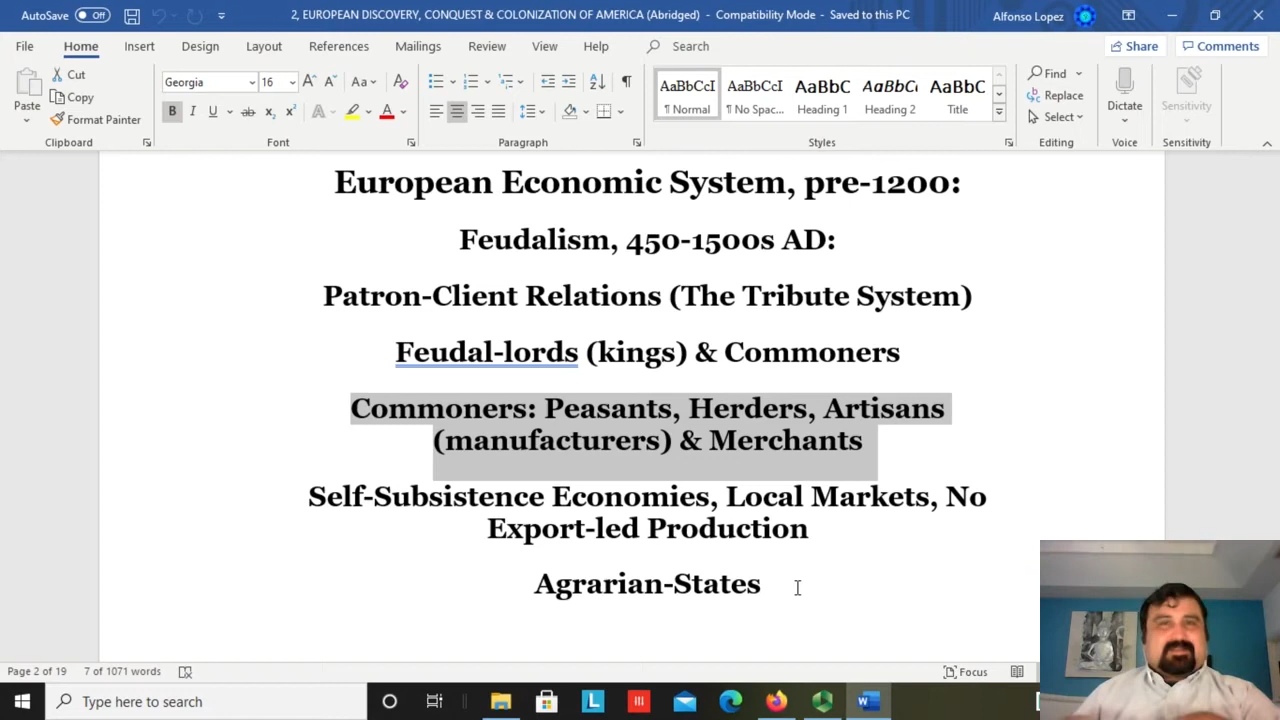 AutoSave Off 2, EUROPEAN DISCOVERY, CONQUEST & COLONIZATION OF AMERICA (Abridged) - Compatibility Mode - Saved to this PC Alfonso Lopez
File Home Insert Design Layout References Mailings Review View Help Search Share Comments
Paste Cut Copy Format Painter
Georgia 16 Aa
B I U ab x₂ x² A A
AaBbCcI AaBbCcI AaBbC AaBbCcI AaBbC
¶ Normal ¶ No Spac... Heading 1 Heading 2 Title
Find Replace Select Dictate Sensitivity
Clipboard Font Paragraph Styles Editing Voice Sensitivity
European Economic System, pre-1200:
Feudalism, 450-1500s AD:
Patron-Client Relations (The Tribute System)
Feudal-lords (kings) & Commoners
Commoners: Peasants, Herders, Artisans
(manufacturers) & Merchants
Self-Subsistence Economies, Local Markets, No
Export-led Production
Agrarian-States
Page 2 of 19 7 of 1071 words Focus
Type here to search